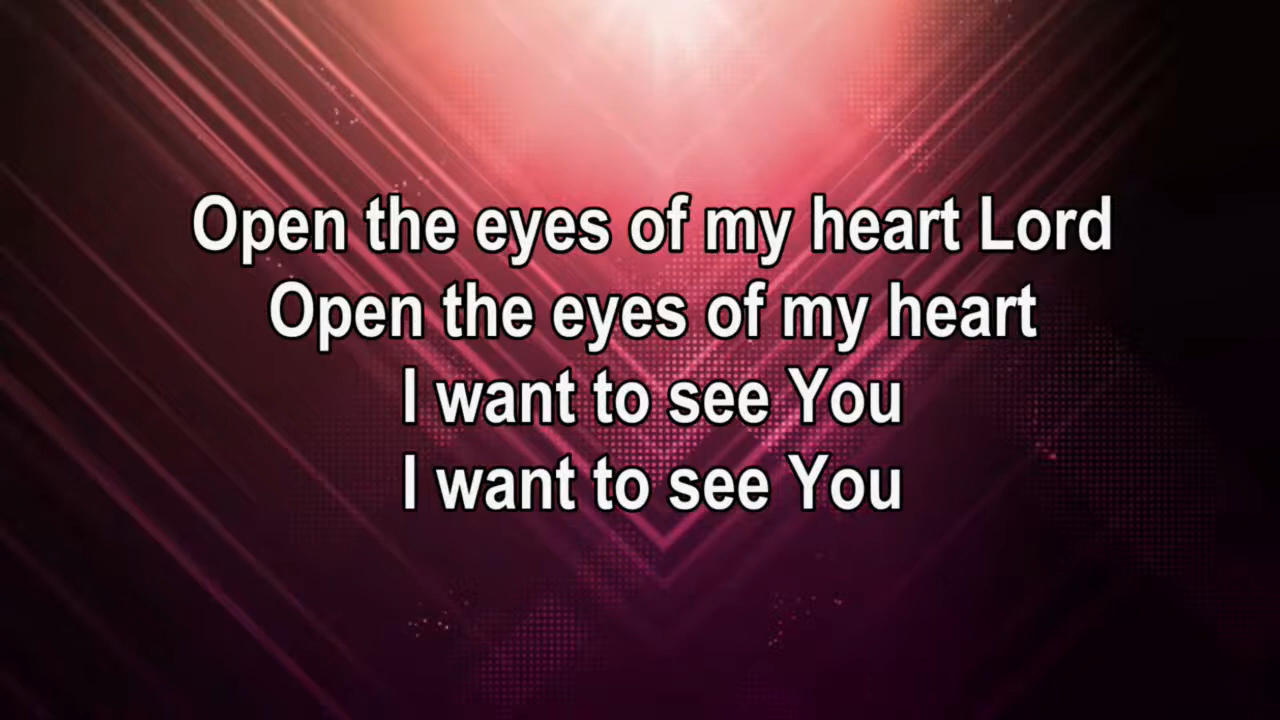 Open the eyes of my heart Lord
Open the eyes of my heart
I want to see You
I want to see You